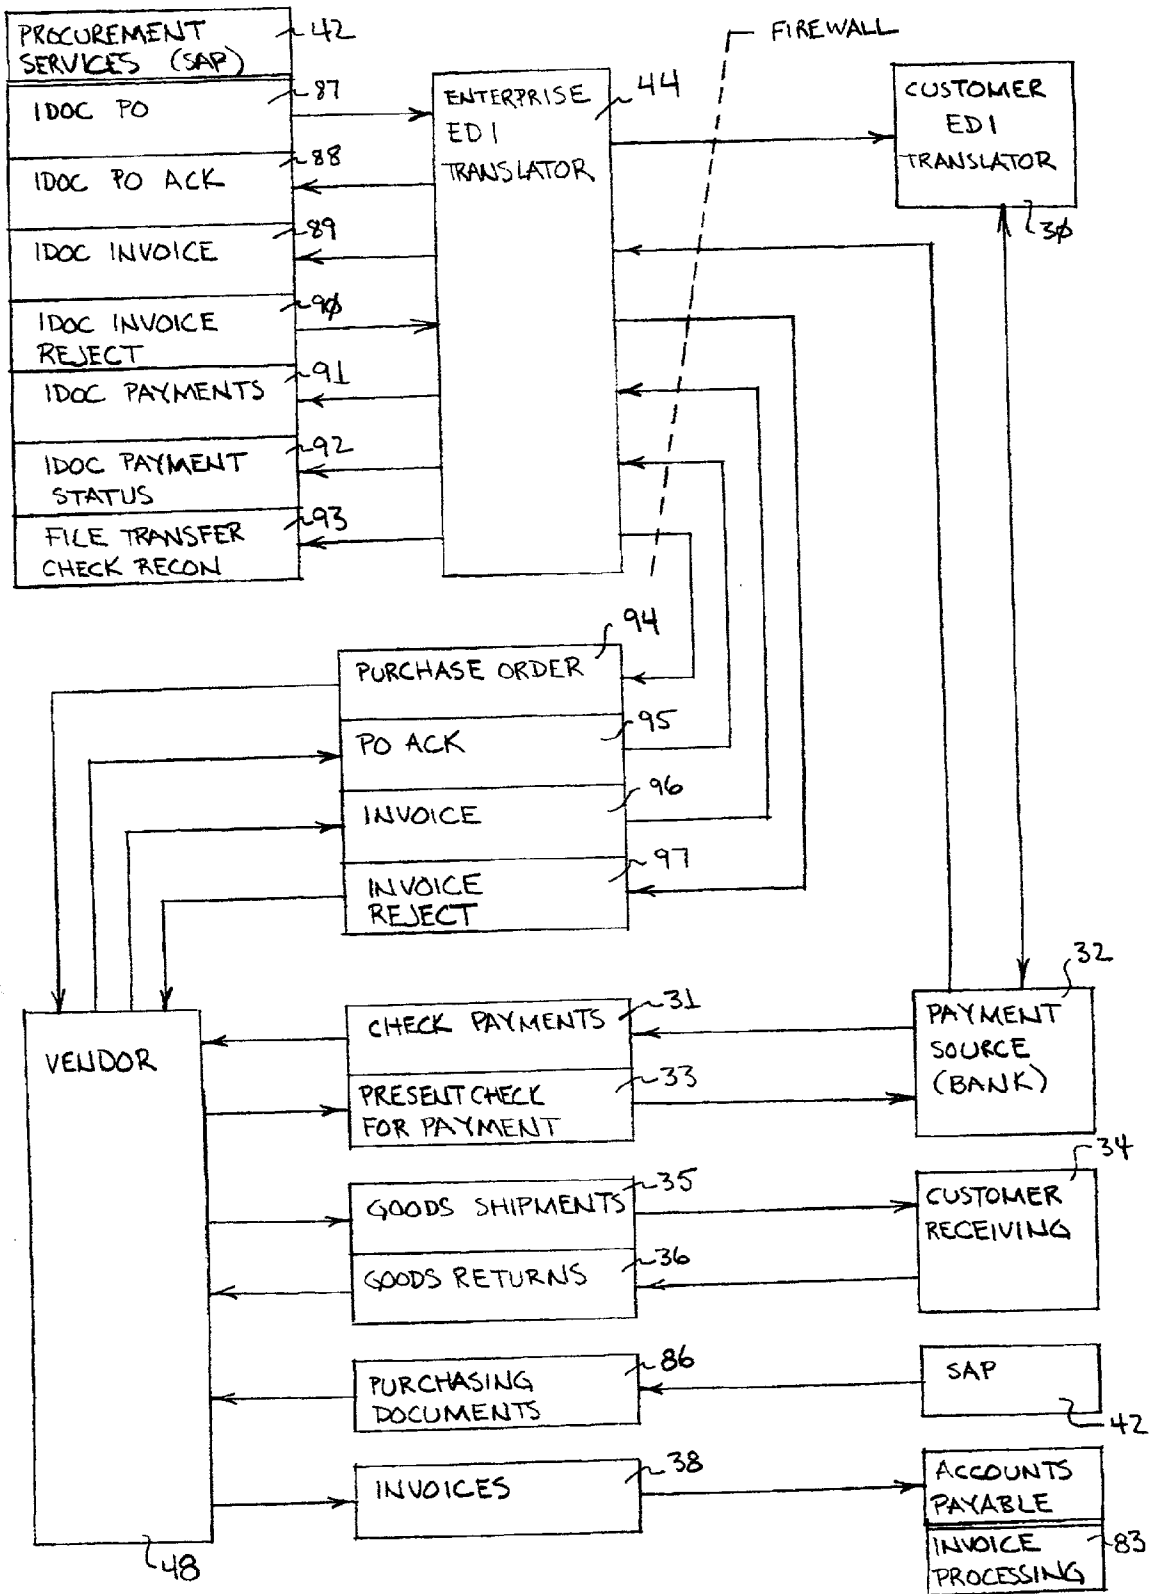 PROCUREMENT
SERVICES (SAP)
42
IDOC PO
87
IDOC PO ACK
88
IDOC INVOICE
89
IDOC INVOICE
REJECT
90
IDOC PAYMENTS
91
IDOC PAYMENT
STATUS
92
FILE TRANSFER
CHECK RECON
93
ENTERPRISE
EDI
TRANSLATOR
44
FIREWALL
CUSTOMER
EDI
TRANSLATOR
30
PURCHASE ORDER
94
PO ACK
95
INVOICE
96
INVOICE
REJECT
97
VENDOR
48
CHECK PAYMENTS
31
PRESENT CHECK
FOR PAYMENT
33
PAYMENT
SOURCE
(BANK)
32
GOODS SHIPMENTS
35
GOODS RETURNS
36
CUSTOMER
RECEIVING
34
PURCHASING
DOCUMENTS
86
SAP
42
INVOICES
38
ACCOUNTS
PAYABLE
INVOICE
PROCESSING
83